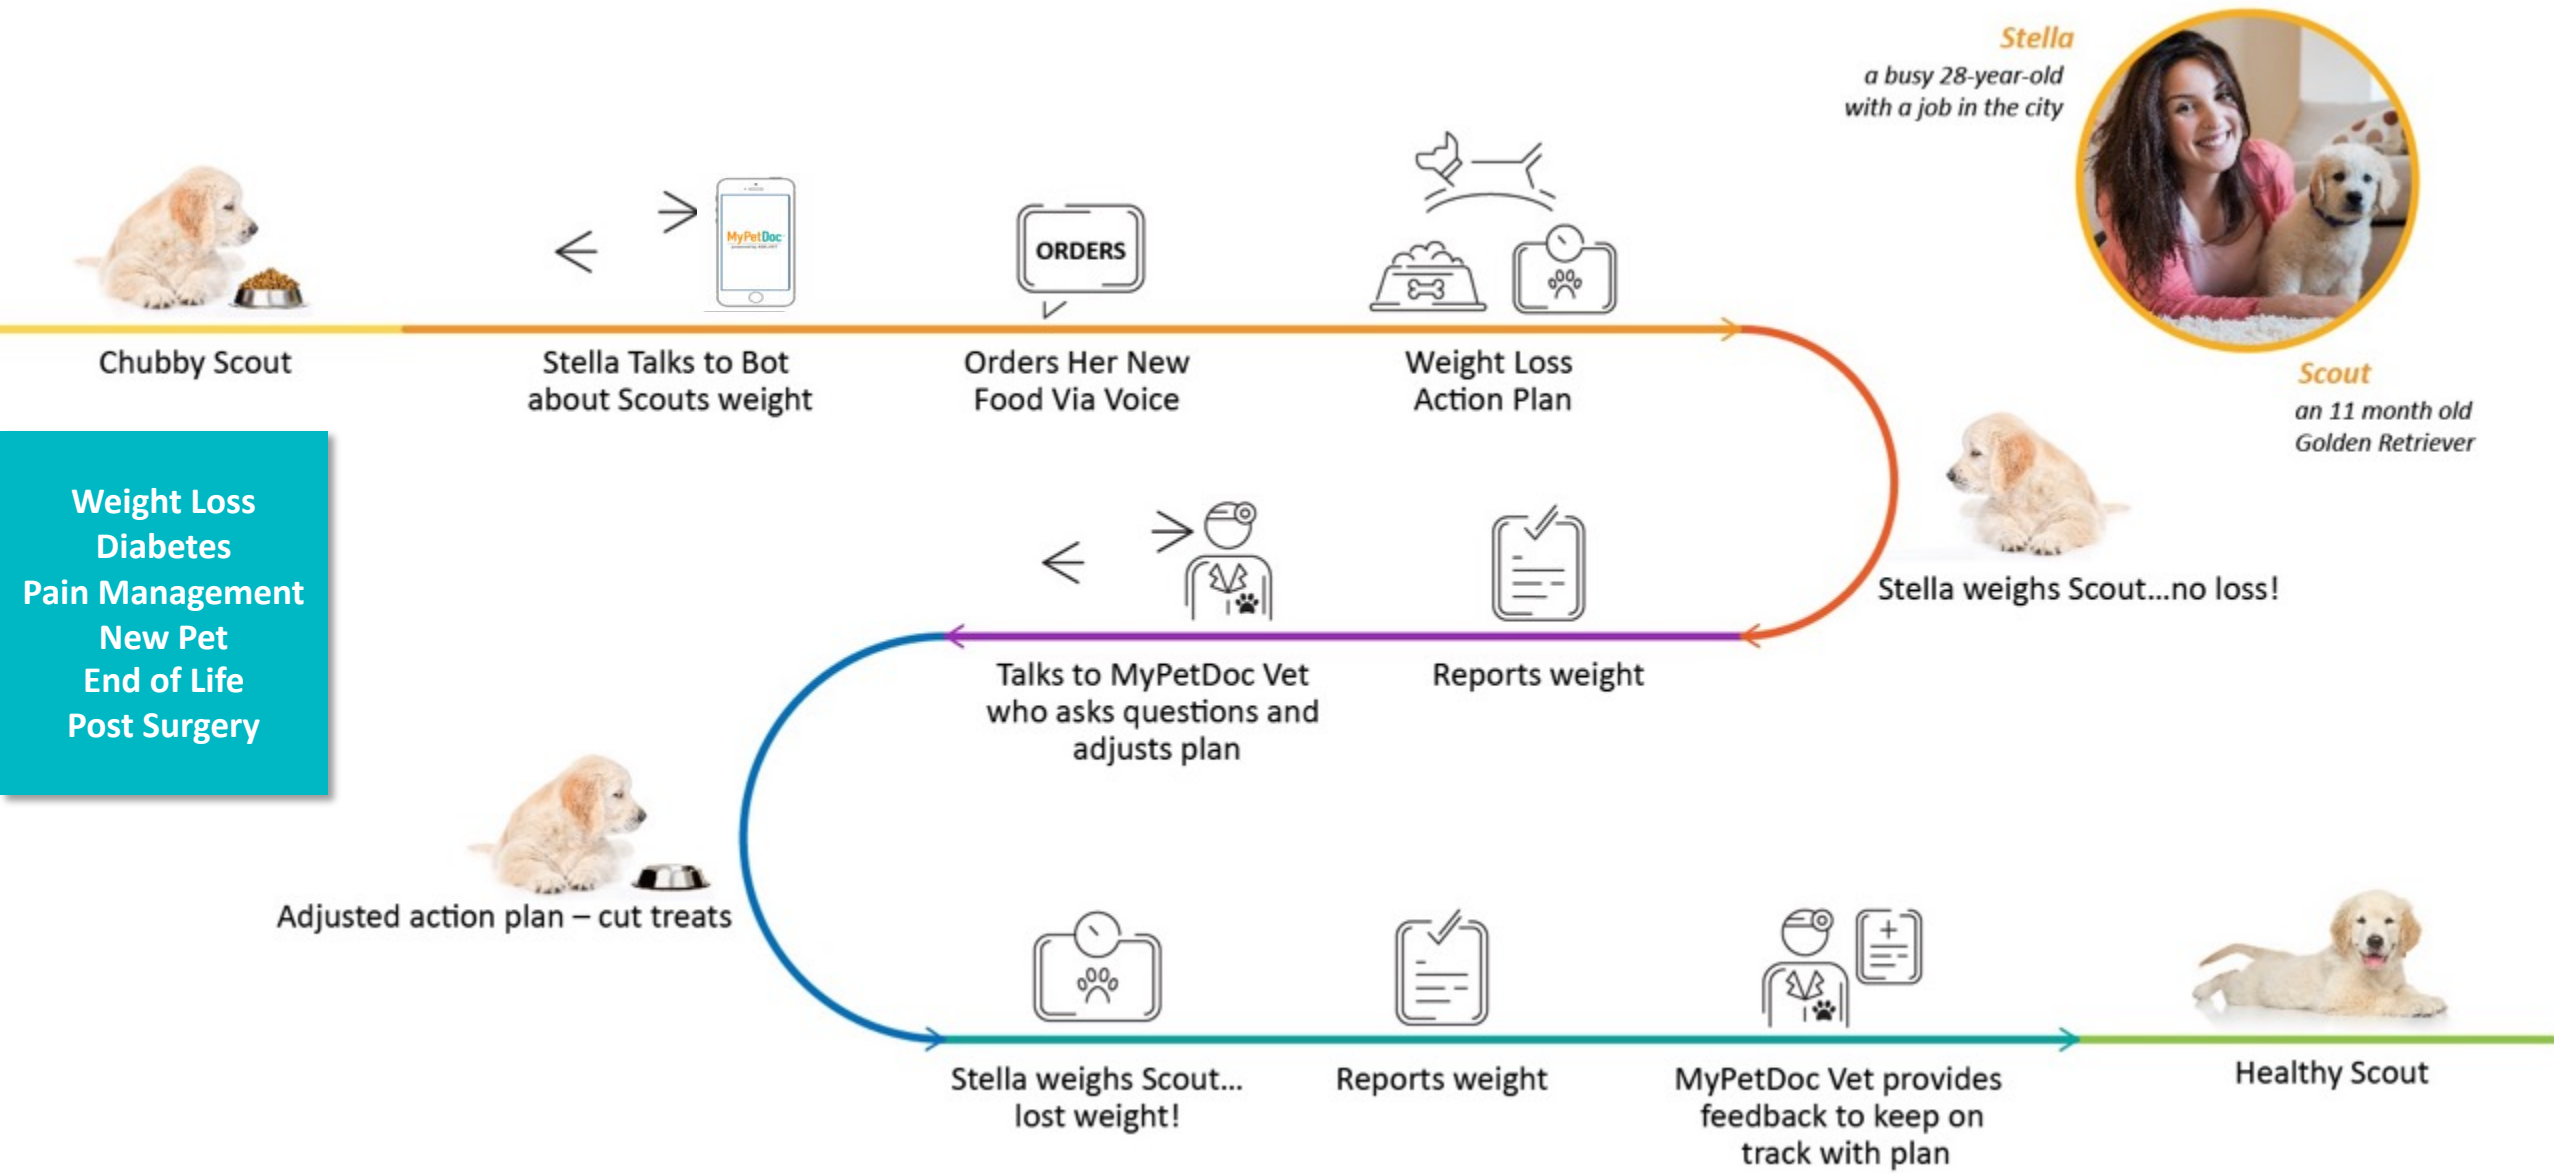 Stella
a busy 28-year-old
with a job in the city
MyPetDoc
ORDERS
Chubby Scout
Stella Talks to Bot
about Scouts weight
Orders Her New
Food Via Voice
Weight Loss
Action Plan
Scout
an 11 month old
Golden Retriever
Weight Loss
Diabetes
Pain Management
New Pet
End of Life
Post Surgery
Stella weighs Scout...no loss!
Reports weight
Talks to MyPetDoc Vet
who asks questions and
adjusts plan
Adjusted action plan – cut treats
Stella weighs Scout...
lost weight!
Reports weight
MyPetDoc Vet provides
feedback to keep on
track with plan
Healthy Scout